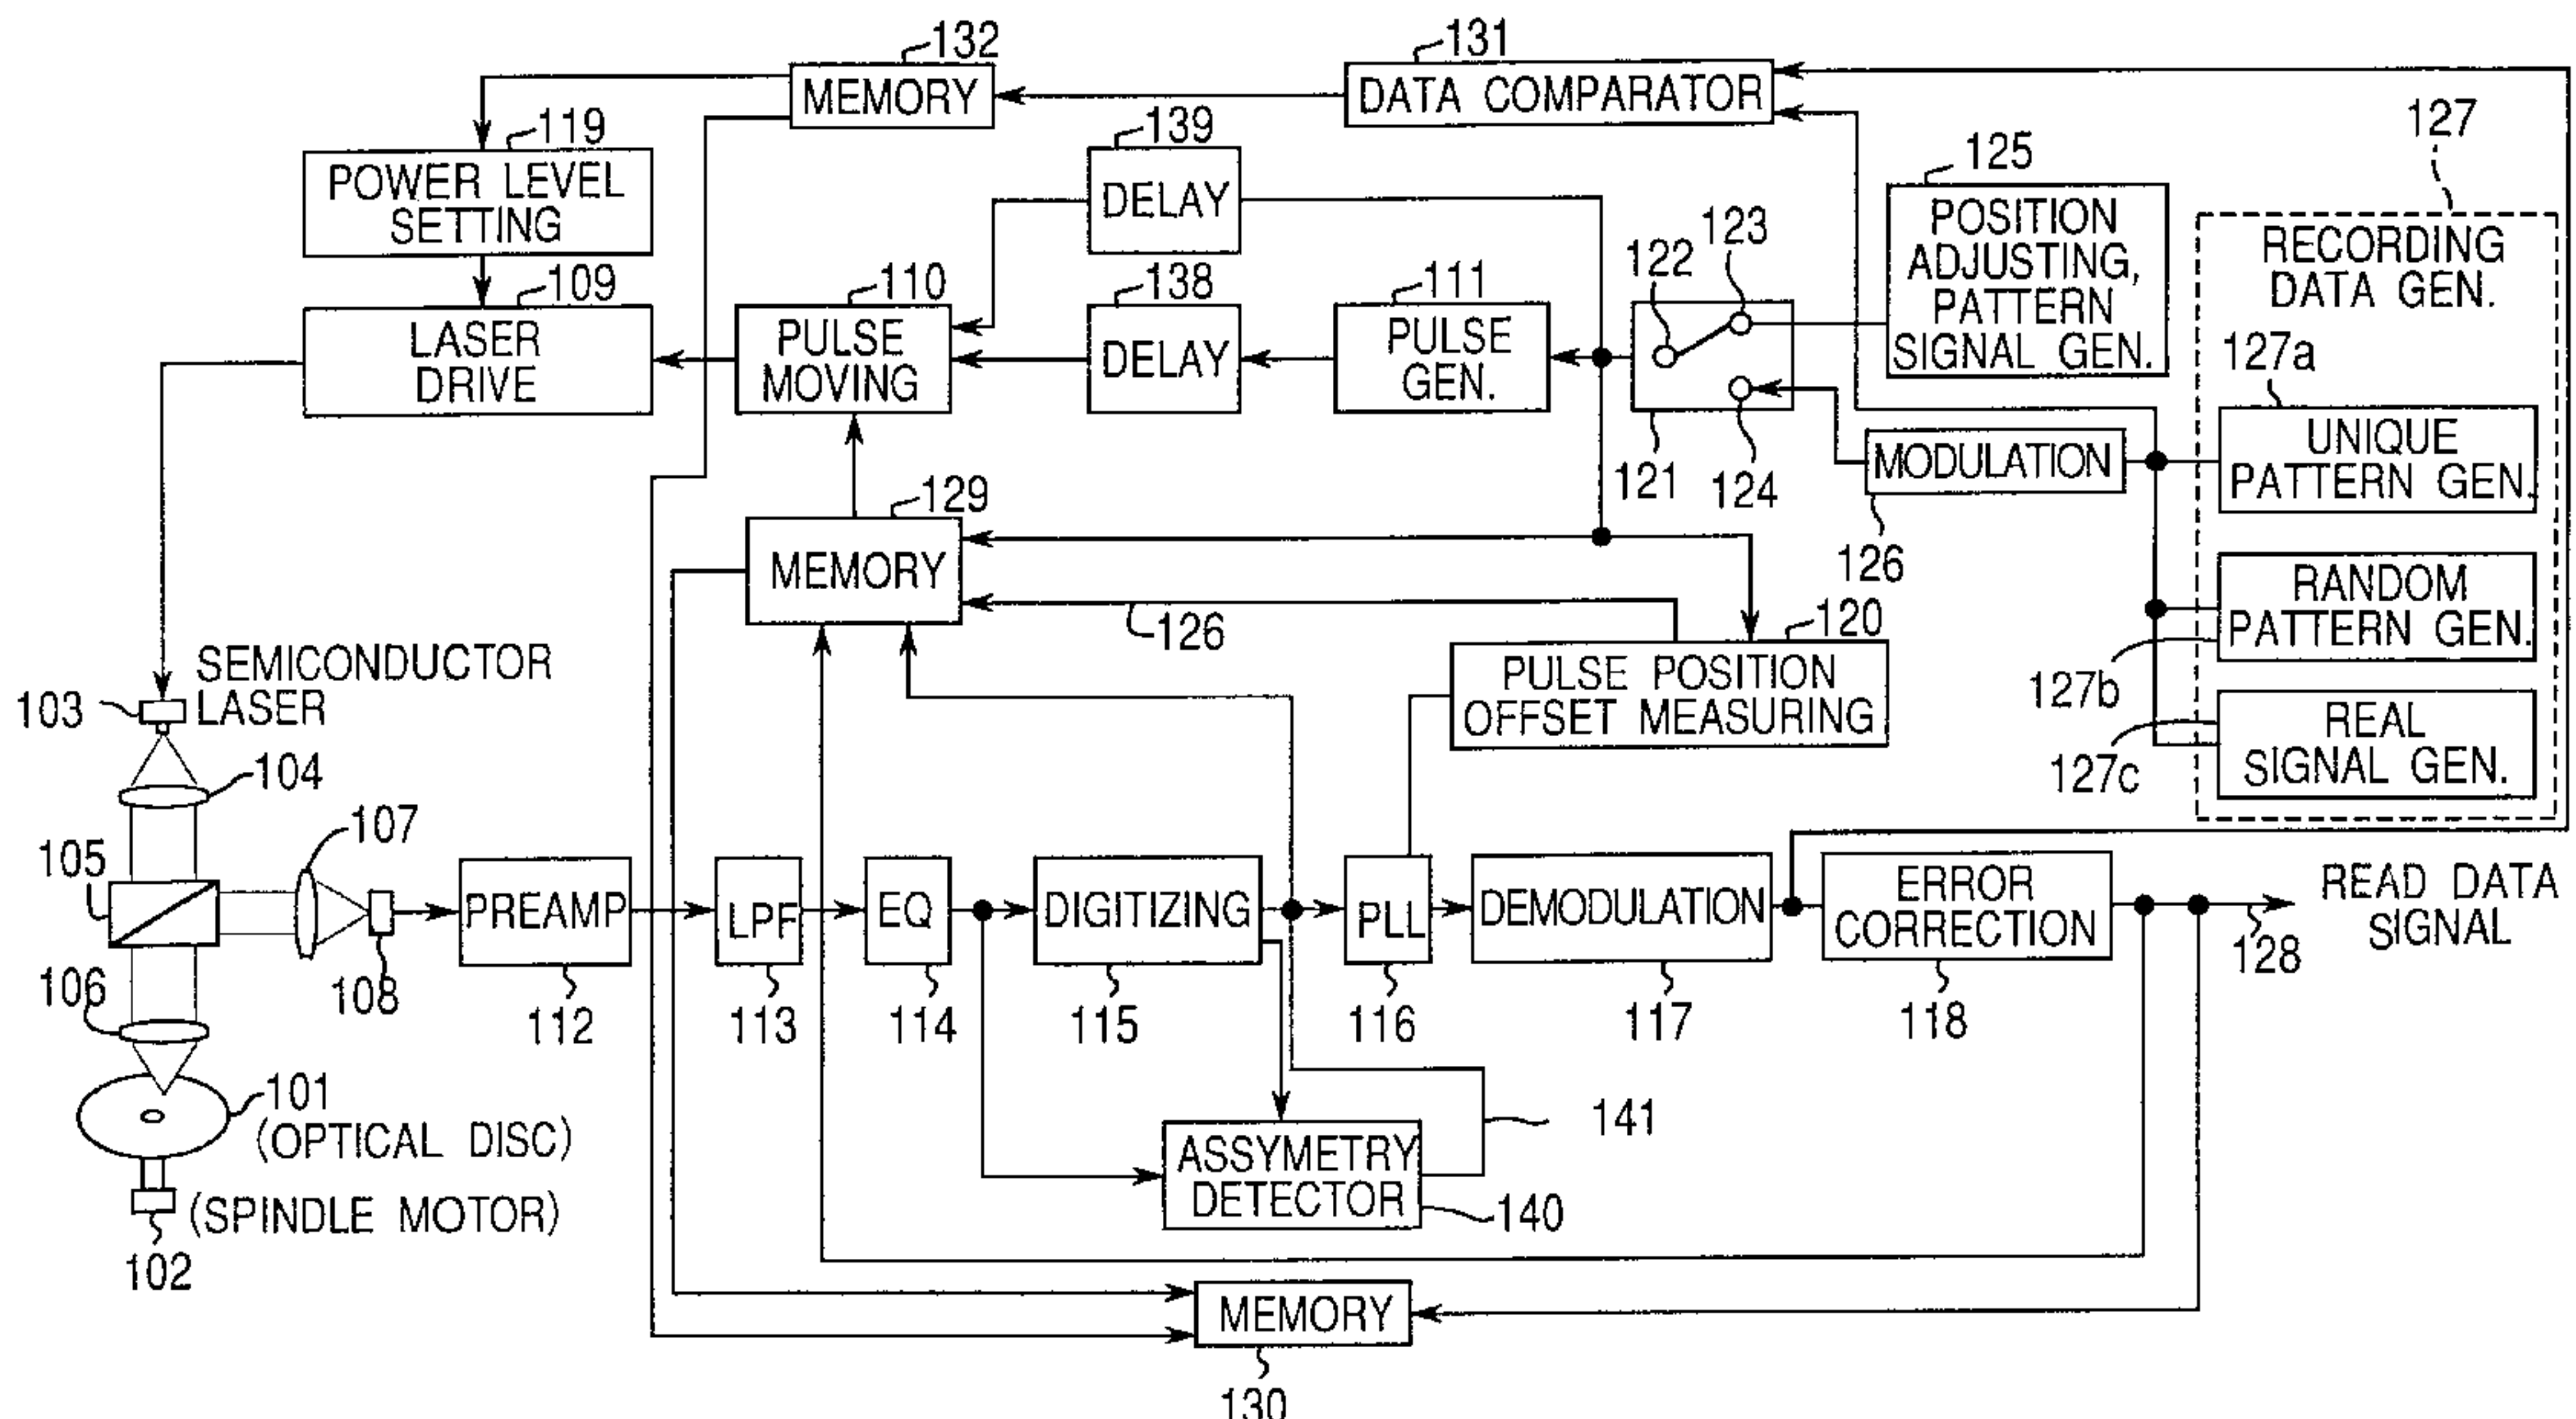 132
MEMORY
131
DATA COMPARATOR
119
POWER LEVEL
SETTING
139
DELAY
125
POSITION
ADJUSTING,
PATTERN
SIGNAL GEN.
127
RECORDING
DATA GEN.
109
LASER
DRIVE
110
PULSE
MOVING
138
DELAY
111
PULSE
GEN.
122
123
121
124
MODULATION
126
127a
UNIQUE
PATTERN GEN.
RANDOM
PATTERN GEN.
127b
REAL
SIGNAL GEN.
127c
129
MEMORY
126
120
PULSE POSITION
OFFSET MEASURING
SEMICONDUCTOR
LASER
103
104
105
107
106
108
PREAMP
112
LPF
113
EQ
114
DIGITIZING
115
PLL
116
DEMODULATION
117
ERROR
CORRECTION
118
READ DATA
SIGNAL
128
101
(OPTICAL DISC)
(SPINDLE MOTOR)
102
ASSYMETRY
DETECTOR
140
141
MEMORY
130